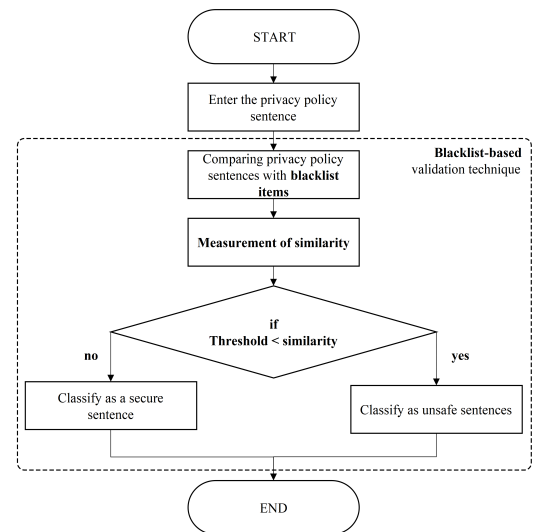 START
Enter the privacy policy
sentence
Blacklist-based
validation technique
Comparing privacy policy
sentences with blacklist
items
Measurement of similarity
if
Threshold < similarity
no
yes
Classify as a secure
sentence
Classify as unsafe sentences
END